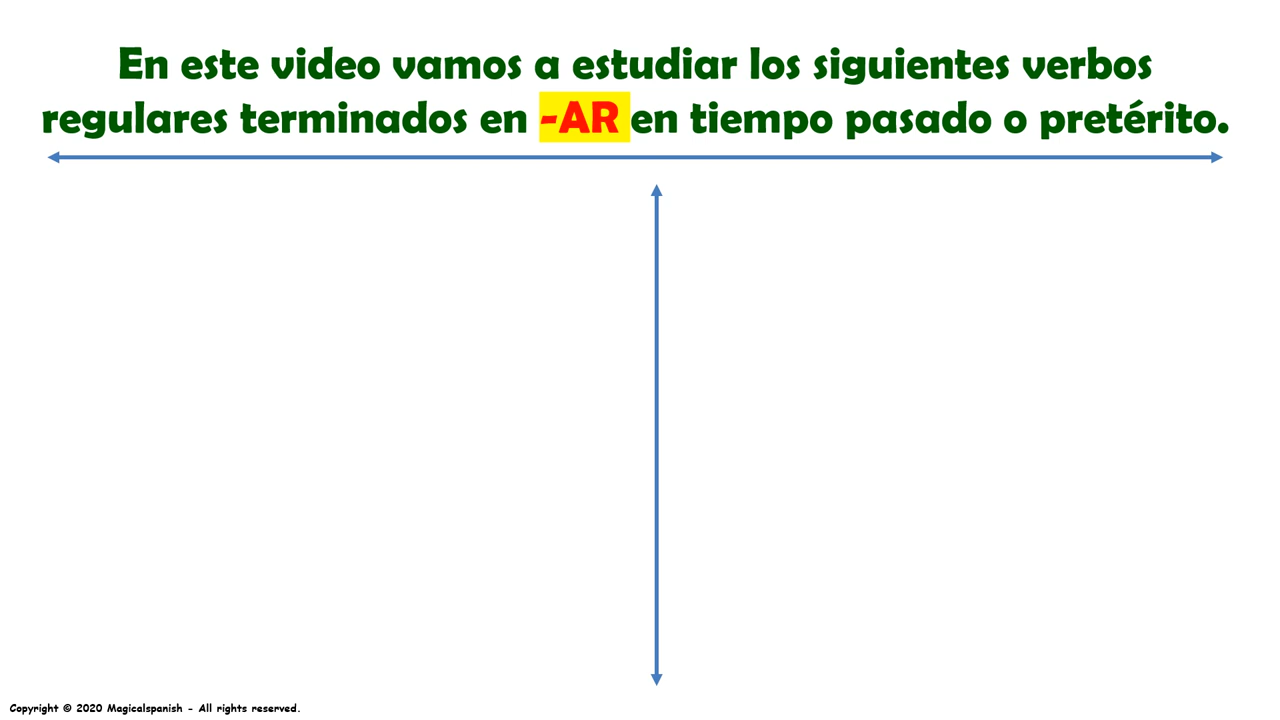 En este video vamos a estudiar los siguientes verbos
regulares terminados en -AR en tiempo pasado o pretérito.
Copyright © 2020 Magicalspanish - All rights reserved.